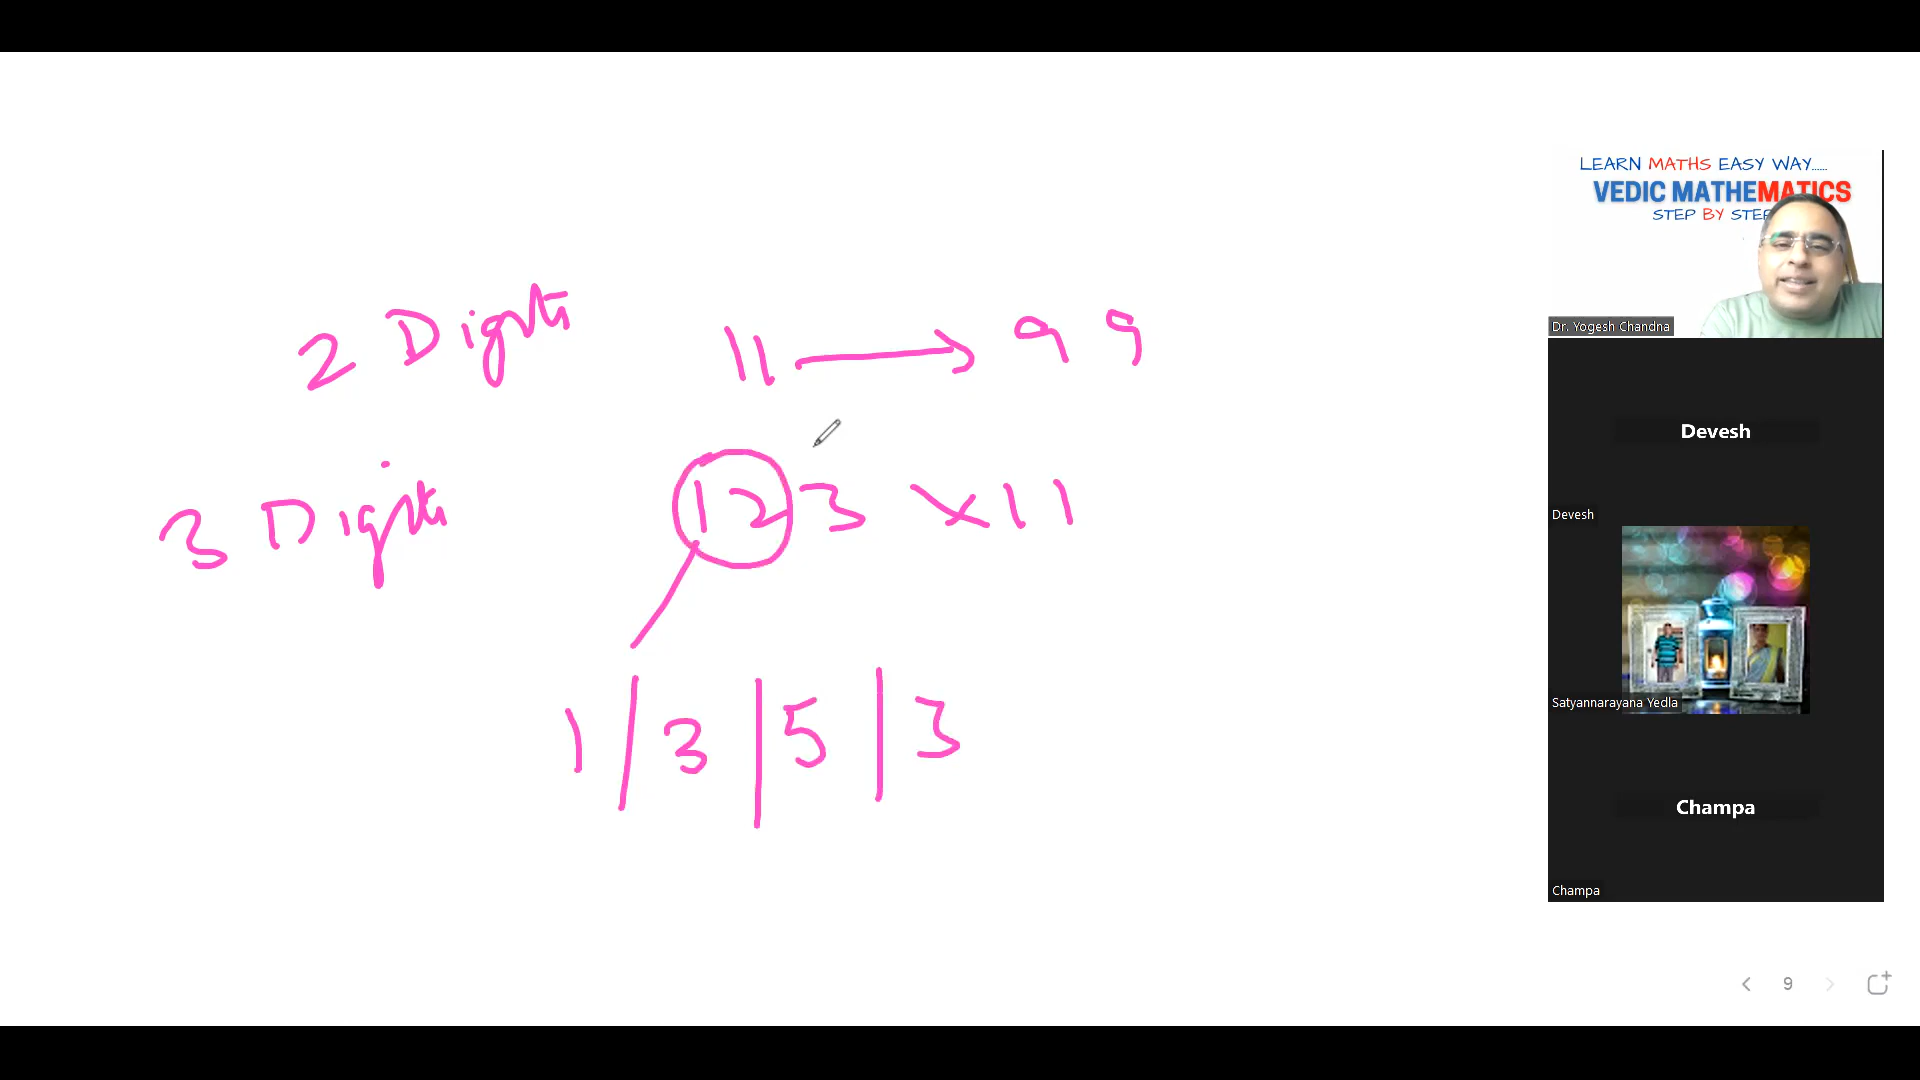 2 Digits 11 → 99
3 Digits 123 x 11
1 | 3 | 5 | 3
LEARN MATHS EASY WAY......
VEDIC MATHEMATICS
STEP BY STEP
Dr. Yogesh Chandna
Devesh
Devesh
Satyannarayana Yedla
Champa
Champa
9